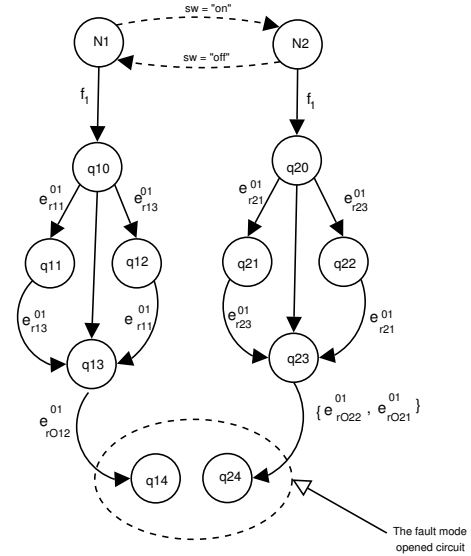 sw = "on"
N1
N2
sw = "off"
f1
f1
q10
q20
e01r11
e01r13
e01r21
e01r23
q11
q12
q21
q22
e01r13
e01r11
e01r23
e01r21
q13
q23
e01rO12
{ e01rO22 , e01rO21 }
q14
q24
The fault mode
opened circuit